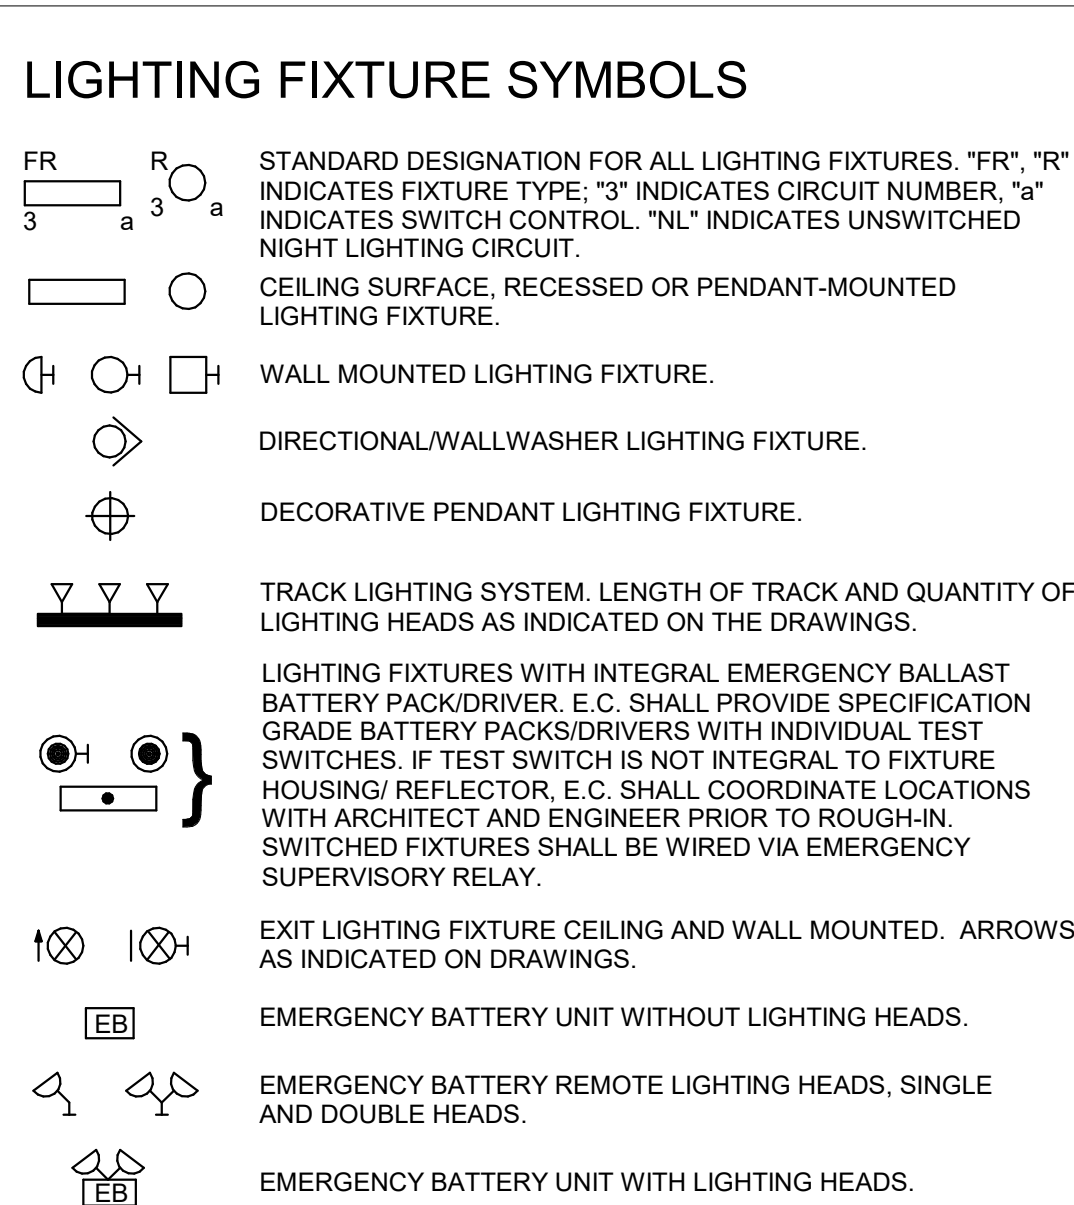 LIGHTING FIXTURE SYMBOLS
FR R STANDARD DESIGNATION FOR ALL LIGHTING FIXTURES. "FR", "R"
INDICATES FIXTURE TYPE; "3" INDICATES CIRCUIT NUMBER, "a"
3 a 3 a INDICATES SWITCH CONTROL. "NL" INDICATES UNSWITCHED
NIGHT LIGHTING CIRCUIT.
CEILING SURFACE, RECESSED OR PENDANT-MOUNTED
LIGHTING FIXTURE.
WALL MOUNTED LIGHTING FIXTURE.
DIRECTIONAL/WALLWASHER LIGHTING FIXTURE.
DECORATIVE PENDANT LIGHTING FIXTURE.
TRACK LIGHTING SYSTEM. LENGTH OF TRACK AND QUANTITY OF
LIGHTING HEADS AS INDICATED ON THE DRAWINGS.
LIGHTING FIXTURES WITH INTEGRAL EMERGENCY BALLAST
BATTERY PACK/DRIVER. E.C. SHALL PROVIDE SPECIFICATION
GRADE BATTERY PACKS/DRIVERS WITH INDIVIDUAL TEST
SWITCHES. IF TEST SWITCH IS NOT INTEGRAL TO FIXTURE
HOUSING/ REFLECTOR, E.C. SHALL COORDINATE LOCATIONS
WITH ARCHITECT AND ENGINEER PRIOR TO ROUGH-IN.
SWITCHED FIXTURES SHALL BE WIRED VIA EMERGENCY
SUPERVISORY RELAY.
EXIT LIGHTING FIXTURE CEILING AND WALL MOUNTED. ARROWS
AS INDICATED ON DRAWINGS.
EB EMERGENCY BATTERY UNIT WITHOUT LIGHTING HEADS.
EMERGENCY BATTERY REMOTE LIGHTING HEADS, SINGLE
AND DOUBLE HEADS.
EB EMERGENCY BATTERY UNIT WITH LIGHTING HEADS.